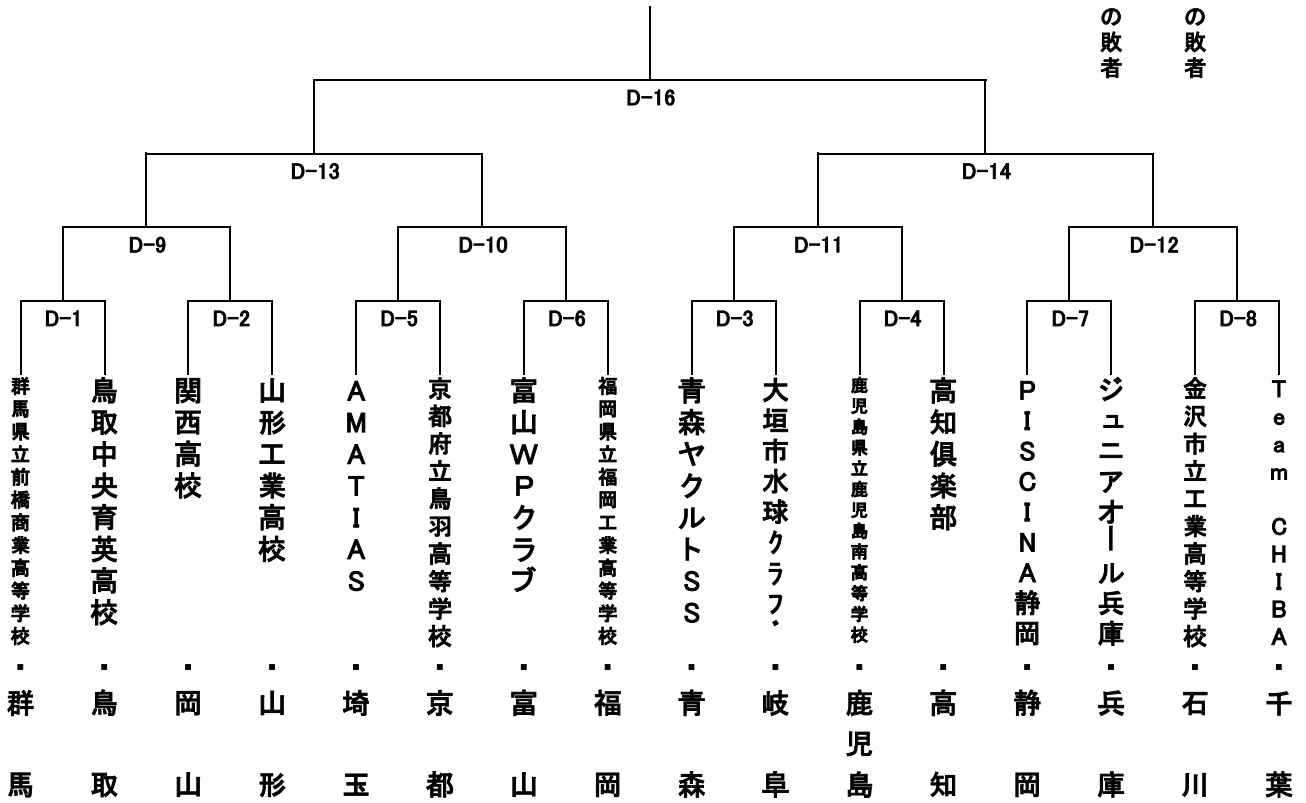 の敗者
の敗者
D-16
D-13
D-14
D-9
D-10
D-11
D-12
D-1
D-2
D-5
D-6
D-3
D-4
D-7
D-8
群馬県立前橋商業高等学校・群馬
鳥取中央育英高校・鳥取
関西高校・岡山
山形工業高校・山形
AMATIAS・埼玉
京都府立鳥羽高等学校・京都
富山WPクラブ・富山
福岡県立福岡工業高等学校・福岡
青森ヤクルトSS・青森
大垣市水球クラブ・岐阜
鹿児島県立鹿児島南高等学校・鹿児島
高知倶楽部・高知
PISCINA静岡・静岡
ジュニアオール兵庫・兵庫
金沢市立工業高等学校・石川
Team CHIBA・千葉